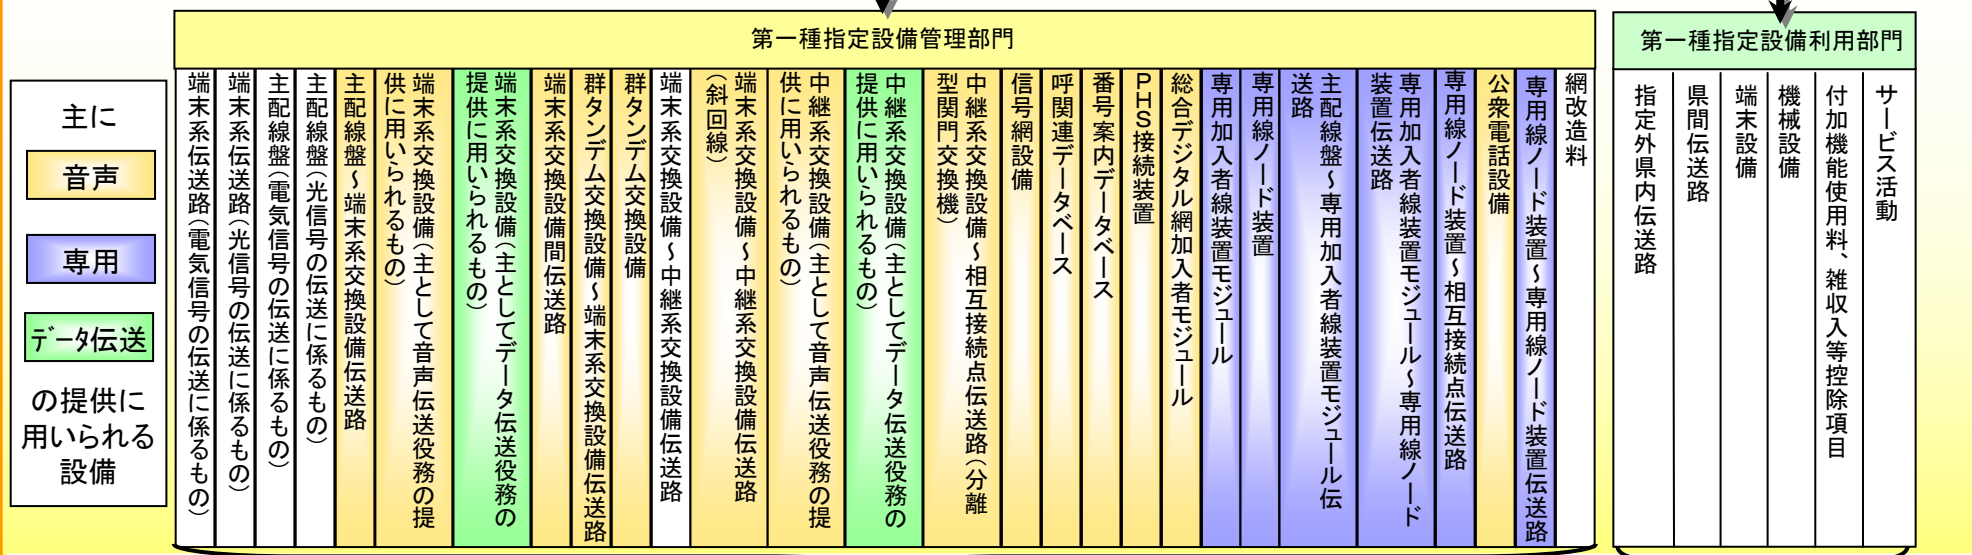 第一種指定設備管理部門
第一種指定設備利用部門
主に
音声
専用
ﾃﾞｰﾀ伝送
の提供に
用いられる
設備
端末系伝送路（電気信号の伝送に係るもの）
端末系伝送路（光信号の伝送に係るもの）
主配線盤（電気信号の伝送に係るもの）
主配線盤（光信号の伝送に係るもの）
主配線盤～端末系交換設備伝送路
端末系交換設備（主として音声伝送役務の提
供に用いられるもの）
端末系交換設備（主としてデータ伝送役務の
提供に用いられるもの）
端末系交換設備間伝送路
群タンデム交換設備～端末系交換設備伝送路
群タンデム交換設備
端末系交換設備～中継系交換設備伝送路
端末系交換設備～中継系交換設備伝送路
（斜回線）
中継系交換設備（主として音声伝送役務の提
供に用いられるもの）
中継系交換設備（主としてデータ伝送役務の
提供に用いられるもの）
中継系交換設備～相互接続点伝送路（分離
型関門交換機）
信号網設備
呼関連データベース
番号案内データベース
PHS接続装置
総合デジタル網加入者モジュール
専用加入者線装置モジュール
専用線ノード装置
主配線盤～専用加入者線装置モジュール伝
送路
専用加入者線装置モジュール～専用線ノード
装置伝送路
専用線ノード装置～相互接続点伝送路
公衆電話設備
専用線ノード装置～専用線ノード装置伝送路
網改造料
指定外県内伝送路
県間伝送路
端末設備
機械設備
付加機能使用料、雑収入等控除項目
サービス活動